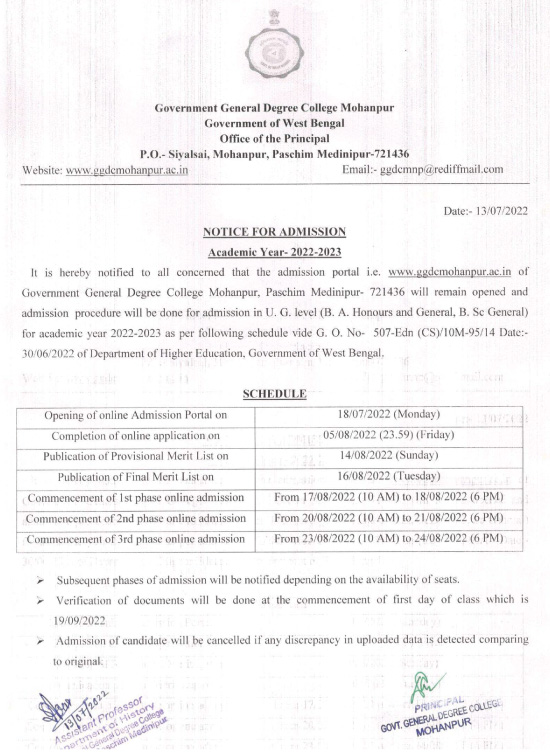 Government General Degree College Mohanpur
Government of West Bengal
Office of the Principal
P.O.- Siyalsai, Mohanpur, Paschim Medinipur-721436
Website: www.ggdcmohanpur.ac.in Email:- ggdcmnp@rediffmail.com
Date:- 13/07/2022
NOTICE FOR ADMISSION
Academic Year- 2022-2023
It is hereby notified to all concerned that the admission portal i.e. www.ggdcmohanpur.ac.in of
Government General Degree College Mohanpur, Paschim Medinipur- 721436 will remain opened and
admission procedure will be done for admission in U. G. level (B. A. Honours and General, B. Sc General)
for academic year 2022-2023 as per following schedule vide G. O. No- 507-Edn (CS)/10M-95/14 Date:-
30/06/2022 of Department of Higher Education, Government of West Bengal.
SCHEDULE
Opening of online Admission Portal on 18/07/2022 (Monday)
Completion of online application on 05/08/2022 (23.59) (Friday)
Publication of Provisional Merit List on 14/08/2022 (Sunday)
Publication of Final Merit List on 16/08/2022 (Tuesday)
Commencement of 1st phase online admission From 17/08/2022 (10 AM) to 18/08/2022 (6 PM)
Commencement of 2nd phase online admission From 20/08/2022 (10 AM) to 21/08/2022 (6 PM)
Commencement of 3rd phase online admission From 23/08/2022 (10 AM) to 24/08/2022 (6 PM)
➢ Subsequent phases of admission will be notified depending on the availability of seats.
➢ Verification of documents will be done at the commencement of first day of class which is
19/09/2022
➢ Admission of candidate will be cancelled if any discrepancy in uploaded data is detected comparing
to original.
13/07/2022
Assistant Professor
partment of History
General Degree College
Paschim Medinipur
PRINCIPAL
GOVT. GENERAL DEGREE COLLEGE
MOHANPUR